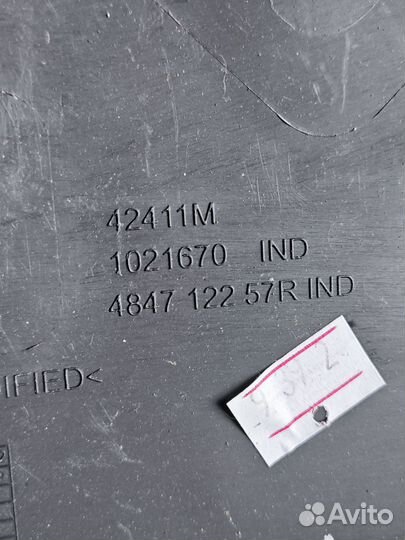 42411M
1021670 IND
4847 122 57R IND
IFIED<
Avito